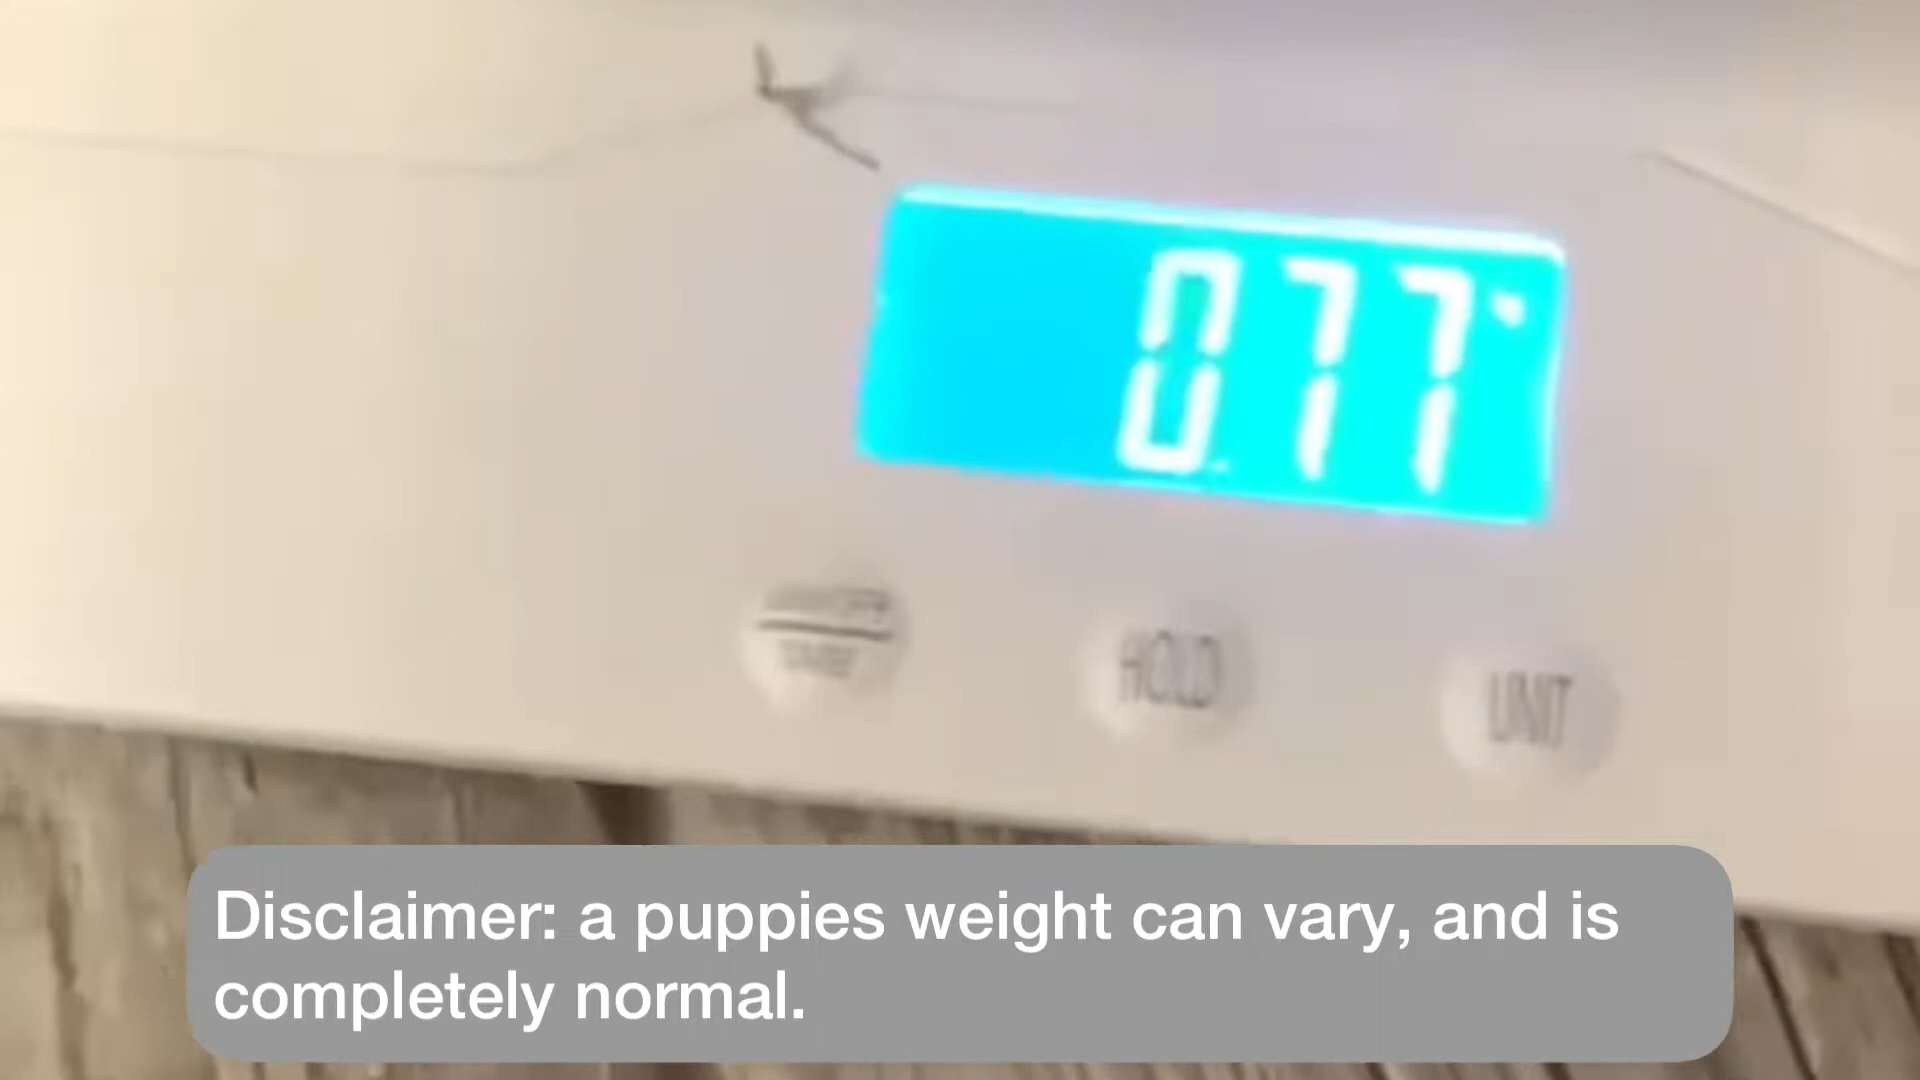 0.77
HOLD
UNIT
Disclaimer: a puppies weight can vary, and is
completely normal.